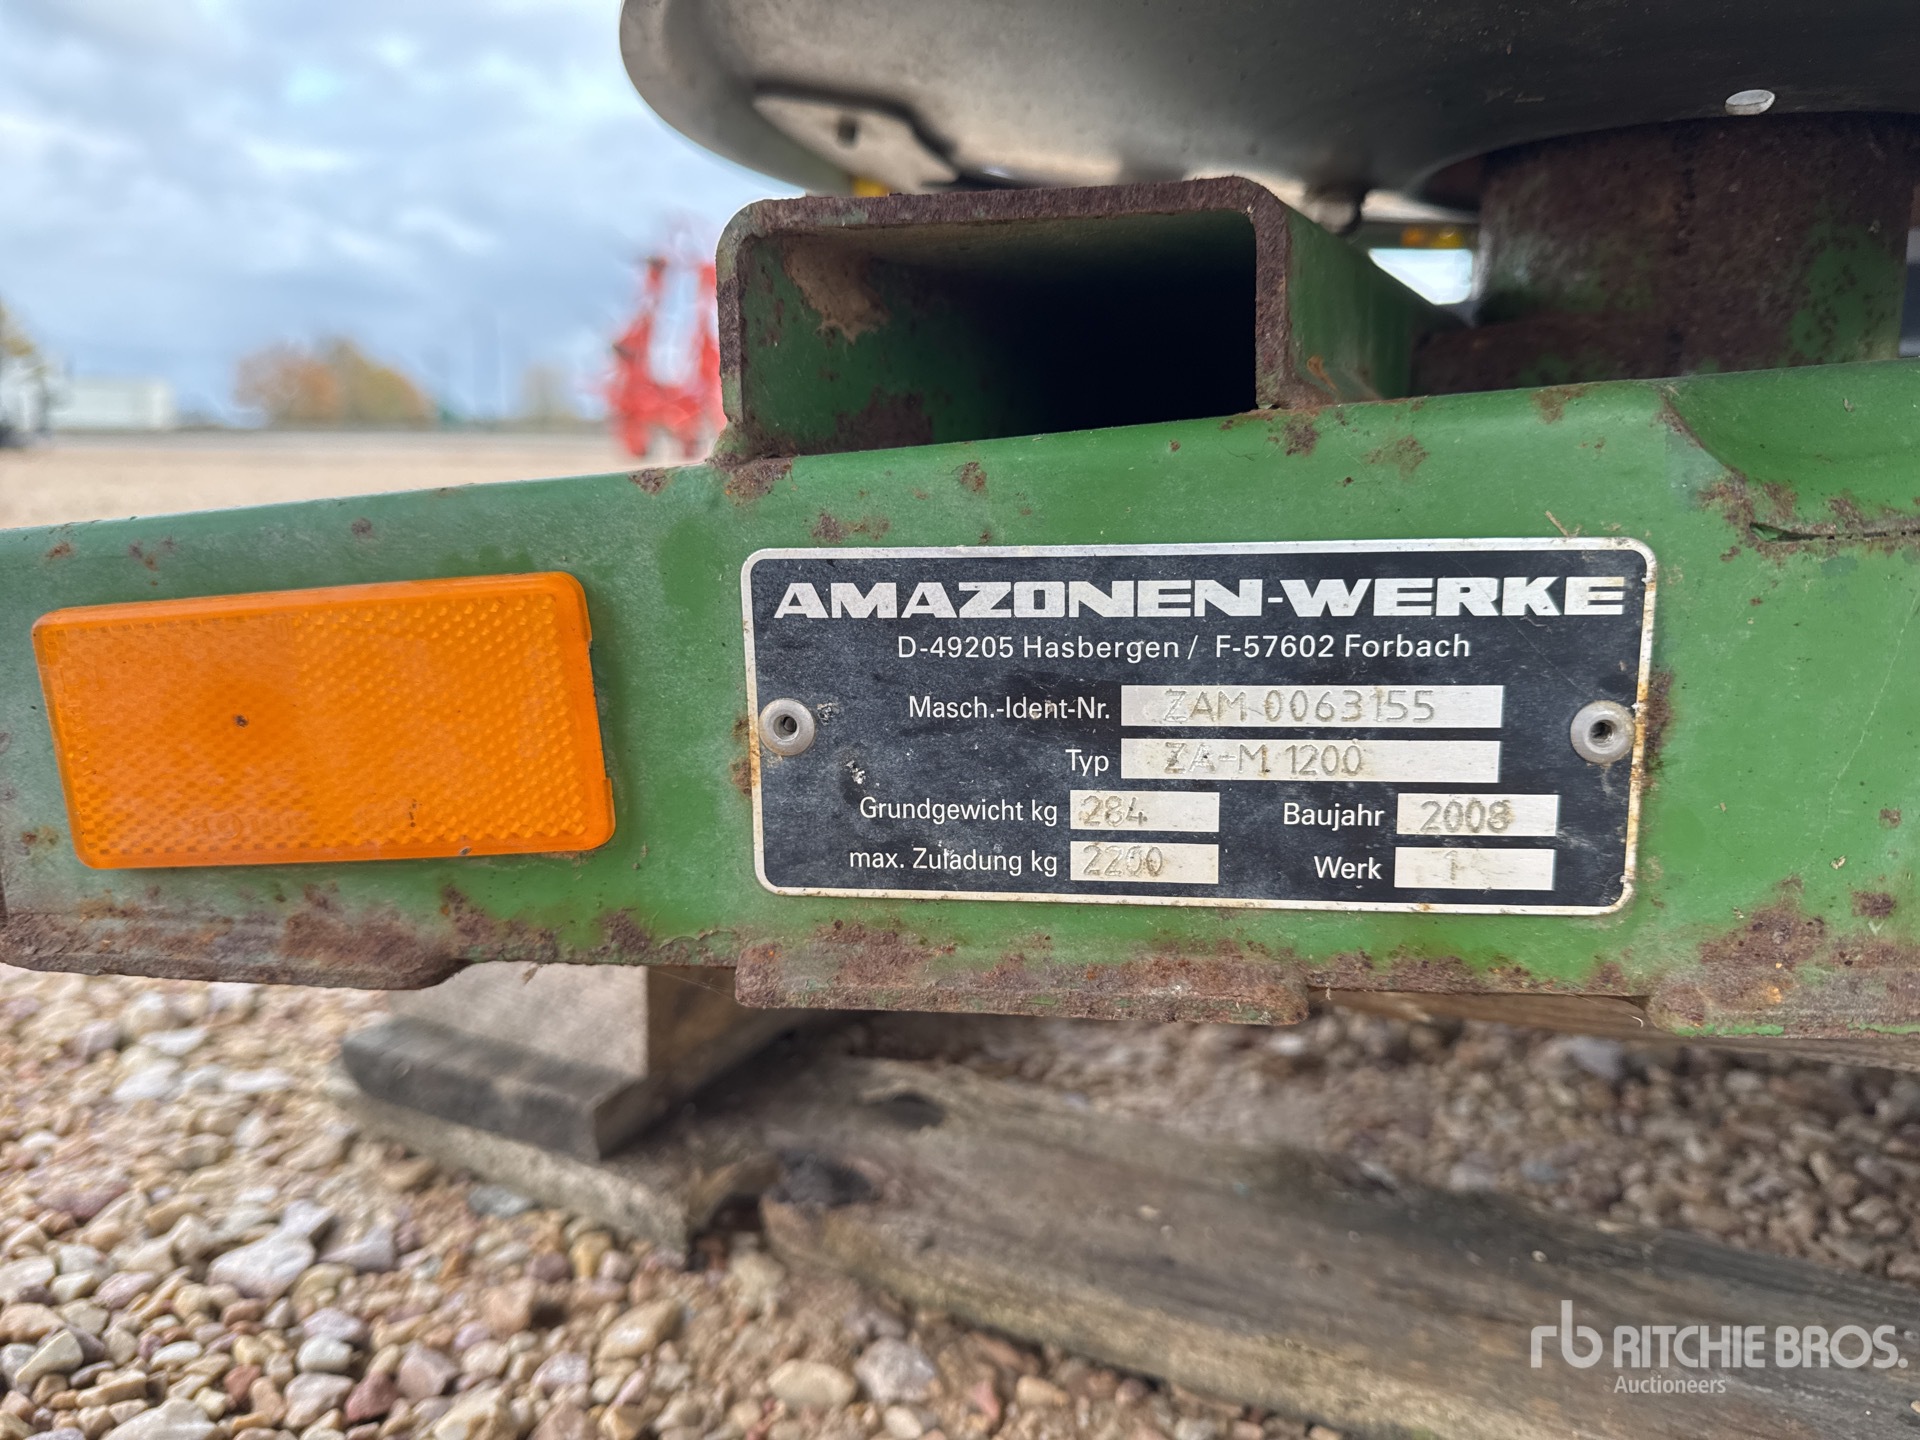 AMAZONEN-WERKE
D-49205 Hasbergen / F-57602 Forbach
Masch.-Ident-Nr. ZAM 0063155
Typ ZA-M 1200
Grundgewicht kg 284 Baujahr 2008
max. Zuladung kg 2200 Werk 1
rb RITCHIE BROS.
Auctioneers